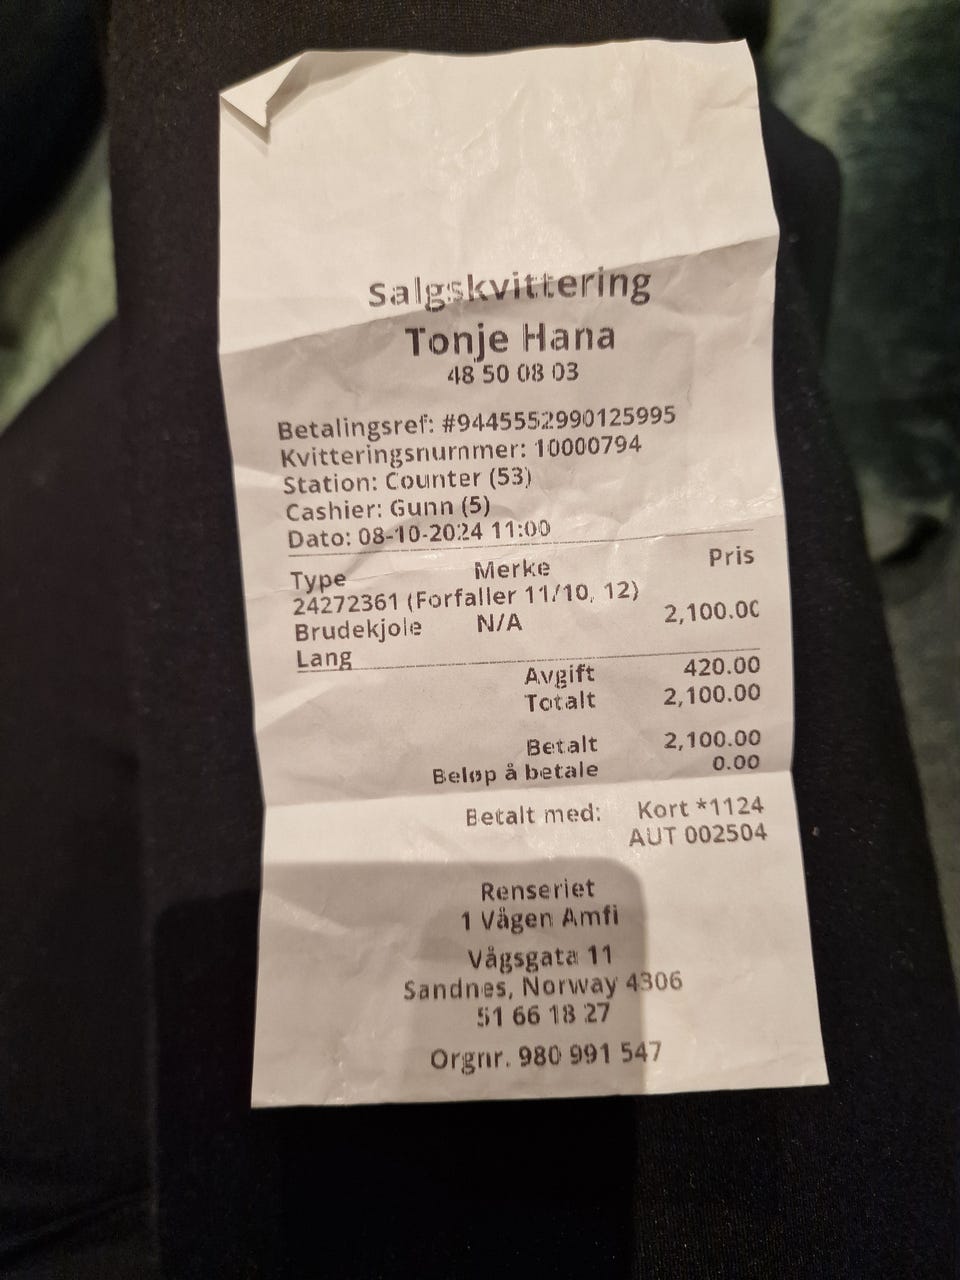 Salgskvittering
Tonje Hana
48 50 08 03
Betalingsref: #9445552990125995
Kvitteringsnummer: 10000794
Station: Counter (53)
Cashier: Gunn (5)
Dato: 08-10-2024 11:00
Type Merke Pris
24272361 (Forfaller 11/10, 12)
Brudekjole N/A 2,100.00
Lang
Avgift 420.00
Totalt 2,100.00
Betalt 2,100.00
Beløp å betale 0.00
Betalt med: Kort *1124
AUT 002504
Renseriet
1 Vågen Amfi
Vågsgata 11
Sandnes, Norway 4306
51 66 18 27
Orgnr. 980 991 547